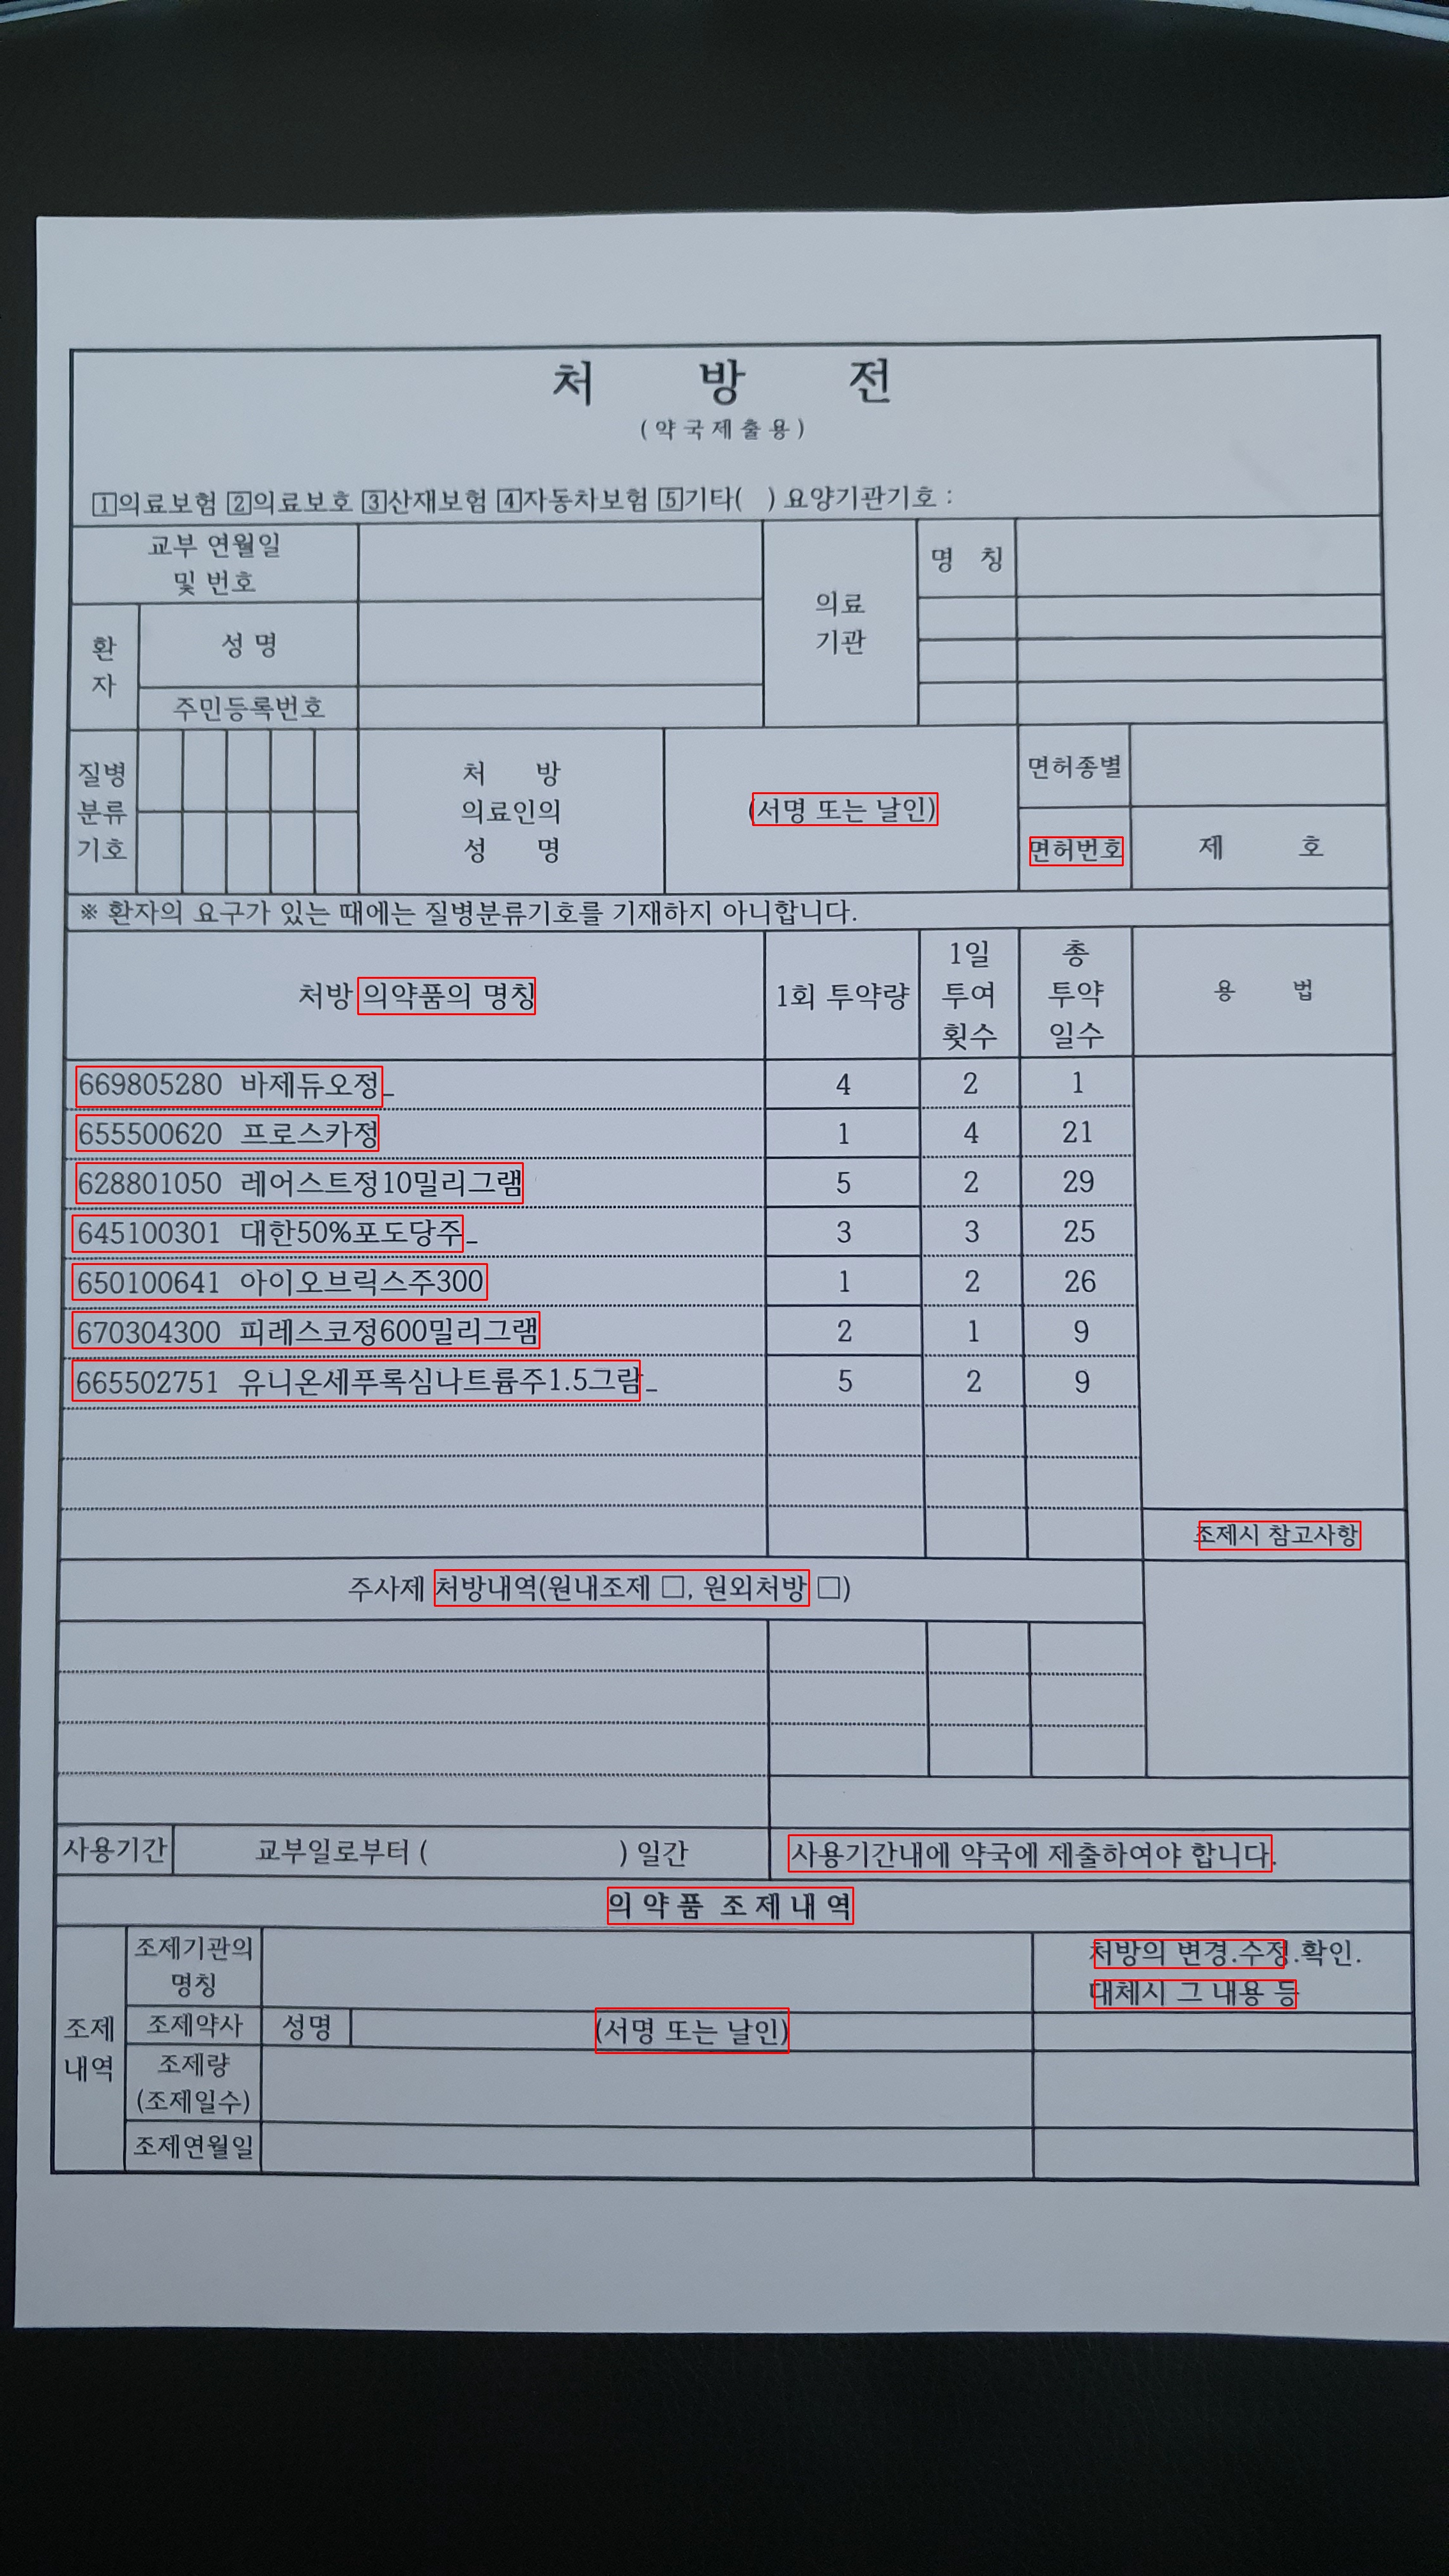 처 방 전
(약국제출용)
1의료보험 2의료보호 3산재보험 4자동차보험 5기타( ) 요양기관기호 :
교부 연월일
및 번호
의료
기관
명 칭
환
자
성 명
주민등록번호
질병
분류
기호
처 방
의료인의
성 명
(서명 또는 날인)
면허종별
면허번호
제 호
※ 환자의 요구가 있는 때에는 질병분류기호를 기재하지 아니합니다.
처방 의약품의 명칭
1회 투약량
1일
투여
횟수
총
투약
일수
용 법
669805280 바제듀오정_ 4 2 1
655500620 프로스카정 1 4 21
628801050 레어스트정10밀리그램 5 2 29
645100301 대한50%포도당주_ 3 3 25
650100641 아이오브릭스주300 1 2 26
670304300 피레스코정600밀리그램 2 1 9
665502751 유니온세푸록심나트륨주1.5그람_ 5 2 9
조제시 참고사항
주사제 처방내역(원내조제 □, 원외처방 □)
사용기간 교부일로부터 ( ) 일간 사용기간내에 약국에 제출하여야 합니다.
의약품 조제내역
조제
내역
조제기관의
명칭
처방의 변경.수정.확인.
대체시 그 내용 등
조제약사 성명 (서명 또는 날인)
조제량
(조제일수)
조제연월일